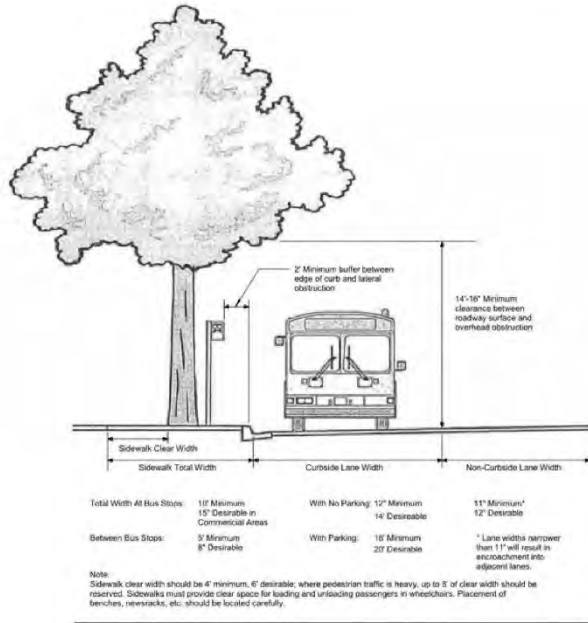 2' Minimum buffer between
edge of curb and lateral
obstruction
14'-16" Minimum
clearance between
roadway surface and
overhead obstruction
Sidewalk Clear Width
Sidewalk Total Width
Curbside Lane Width
Non-Curbside Lane Width
Total Width At Bus Stops: 10' Minimum
15" Desirable in
Commericial Areas
Between Bus Stops: 5' Minimum
8" Desirable
With No Parking: 12" Minimum
14' Desireable
With Parking: 18' Minimum
20' Desirable
11" Minimum*
12" Desirable
* Lane widths narrower
than 11' will result in
encroachment into
adjacent lanes.
Note:
Sidewalk clear width should be 4' minimum, 6' desirable; where pedestrian traffic is heavy, up to 8' of clear width should be
reserved. Sidewalks must provide clear space for loading and unloading passengers in wheelchairs. Placement of
benches, newsracks, etc. should be located carefully.